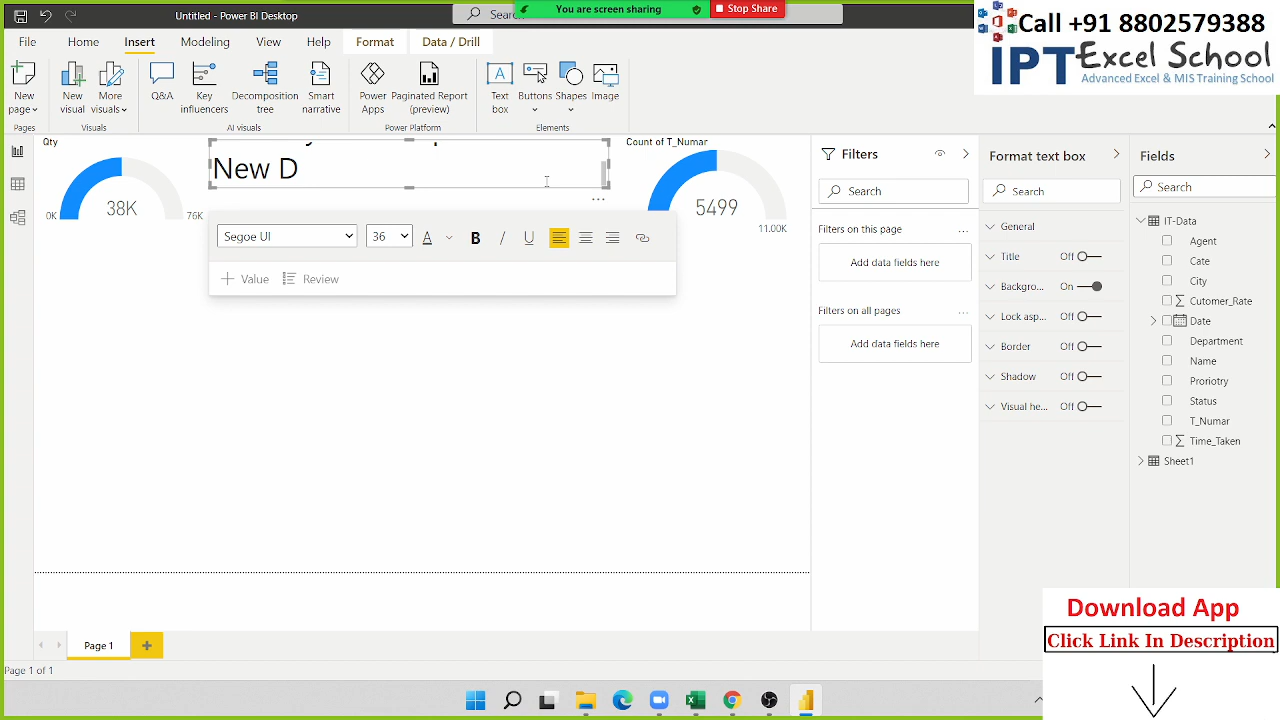 Untitled - Power BI Desktop
Search
You are screen sharing
Stop Share
Call +91 8802579388
IPT Excel School
Advanced Excel & MIS Training School
File
Home
Insert
Modeling
View
Help
Format
Data / Drill
New page
New visual
More visuals
Q&A
Key influencers
Decomposition tree
Smart narrative
Power Apps
Paginated Report (preview)
Text box
Buttons
Shapes
Image
Pages
Visuals
AI visuals
Power Platform
Elements
Qty
38K
0K
76K
New D
Count of T_Numar
5499
11.00K
Segoe UI
36
A
B
I
U
Value
Review
Filters
Search
Filters on this page
...
Add data fields here
Filters on all pages
...
Add data fields here
Format text box
Search
General
Title
Off
Backgro...
On
Lock asp...
Off
Border
Off
Shadow
Off
Visual he...
Off
Fields
Search
IT-Data
Agent
Cate
City
Cutomer_Rate
Date
Department
Name
Proriotry
Status
T_Numar
Time_Taken
Sheet1
Page 1
Page 1 of 1
Download App
Click Link In Description